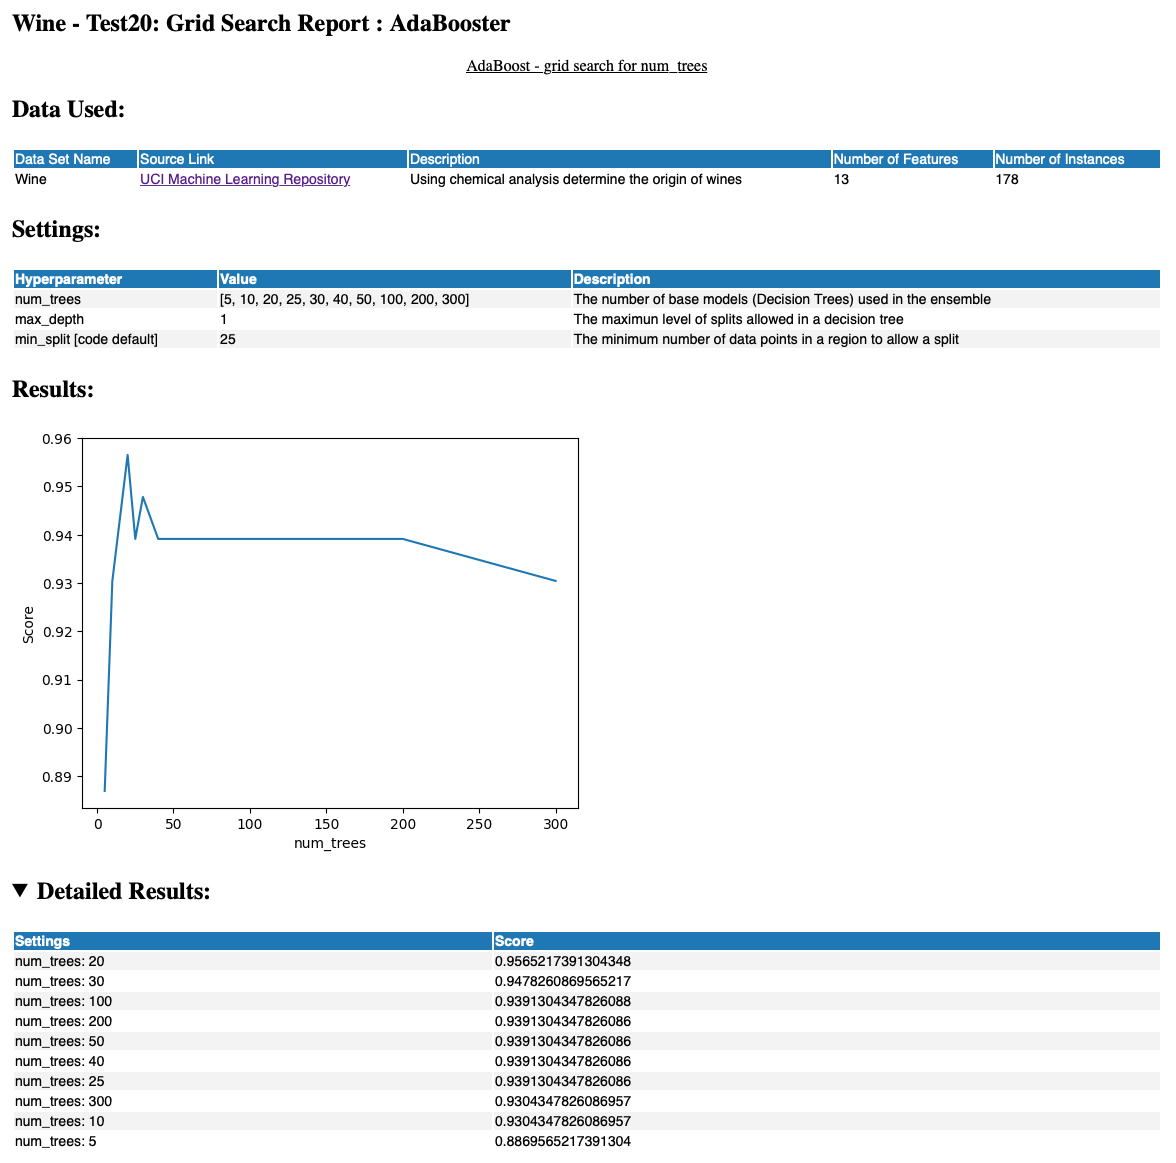 Wine - Test20: Grid Search Report : AdaBooster
AdaBoost - grid search for num_trees
Data Used:
Data Set Name Source Link Description Number of Features Number of Instances
Wine UCI Machine Learning Repository Using chemical analysis determine the origin of wines 13 178
Settings:
Hyperparameter Value Description
num_trees [5, 10, 20, 25, 30, 40, 50, 100, 200, 300] The number of base models (Decision Trees) used in the ensemble
max_depth 1 The maximun level of splits allowed in a decision tree
min_split [code default] 25 The minimum number of data points in a region to allow a split
Results:
0.96
0.95
0.94
0.93
0.92
0.91
0.90
0.89
Score
0 50 100 150 200 250 300
num_trees
▼ Detailed Results:
Settings Score
num_trees: 20 0.9565217391304348
num_trees: 30 0.9478260869565217
num_trees: 100 0.9391304347826088
num_trees: 200 0.9391304347826086
num_trees: 50 0.9391304347826086
num_trees: 40 0.9391304347826086
num_trees: 25 0.9391304347826086
num_trees: 300 0.9304347826086957
num_trees: 10 0.9304347826086957
num_trees: 5 0.8869565217391304